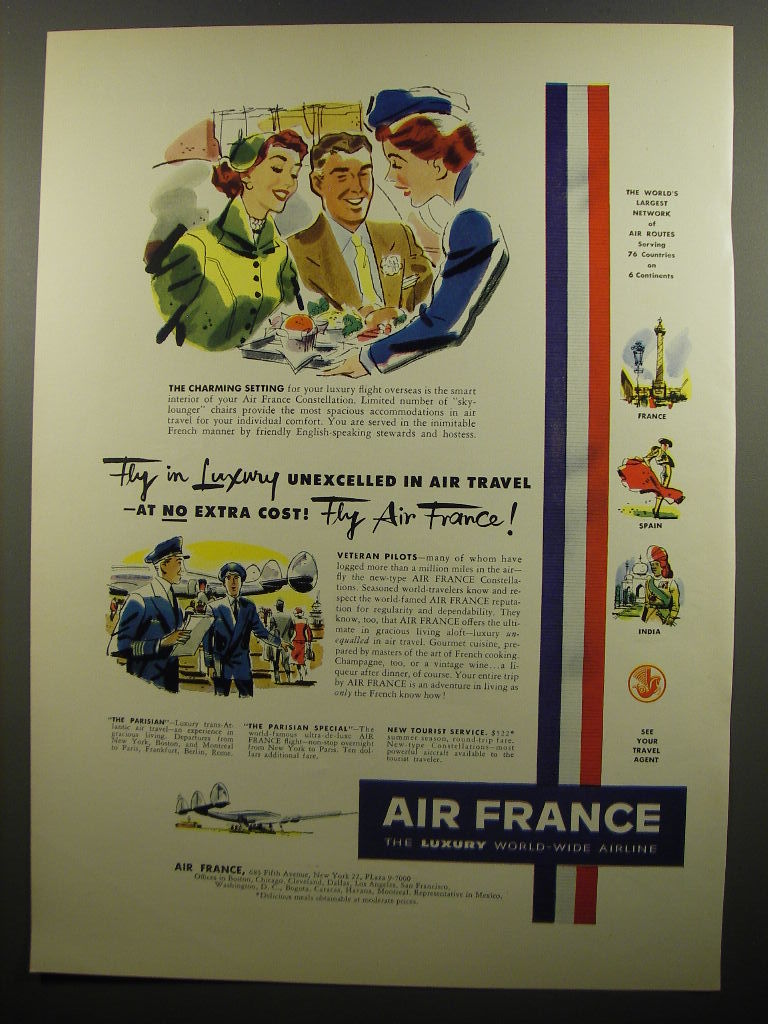 THE WORLD'S
LARGEST
NETWORK
of
AIR ROUTES
Serving
76 Countries
on
6 Continents
FRANCE
SPAIN
INDIA
SEE
YOUR
TRAVEL
AGENT
THE CHARMING SETTING for your luxury flight overseas is the smart
interior of your Air France Constellation. Limited number of "sky-
lounger" chairs provide the most spacious accommodations in air
travel for your individual comfort. You are served in the inimitable
French manner by friendly English-speaking stewards and hostess.
Fly in Luxury UNEXCELLED IN AIR TRAVEL
—AT NO EXTRA COST! Fly Air France!
VETERAN PILOTS—many of whom have
logged more than a million miles in the air—
fly the new-type AIR FRANCE Constella-
tions. Seasoned world-travelers know and re-
spect the world-famed AIR FRANCE reputa-
tion for regularity and dependability. They
know, too, that AIR FRANCE offers the ulti-
mate in gracious living aloft—luxury un-
equalled in air travel. Gourmet cuisine, pre-
pared by masters of the art of French cooking.
Champagne, too, or a vintage wine...a li-
queur after dinner, of course. Your entire trip
by AIR FRANCE is an adventure in living as
only the French know how!
"THE PARISIAN"—Luxury trans-At-
lantic air travel—an experience in
gracious living. Departures from
New York, Boston, and Montreal
to Paris, Frankfurt, Berlin, Rome.
"THE PARISIAN SPECIAL"—The
world-famous ultra-de-luxe AIR
FRANCE flight—non-stop overnight
from New York to Paris. Ten dol-
lars additional fare.
NEW TOURIST SERVICE. $522*
summer season, round-trip fare.
New-type Constellations—most
powerful aircraft available to the
tourist traveler.
AIR FRANCE
THE LUXURY WORLD-WIDE AIRLINE
AIR FRANCE, 683 Fifth Avenue, New York 22, PLaza 9-7000
Offices in Boston, Chicago, Cleveland, Dallas, Los Angeles, San Francisco,
Washington, D. C., Bogota, Caracas, Havana, Montreal. Representative in Mexico.
*Delicious meals obtainable at moderate prices.